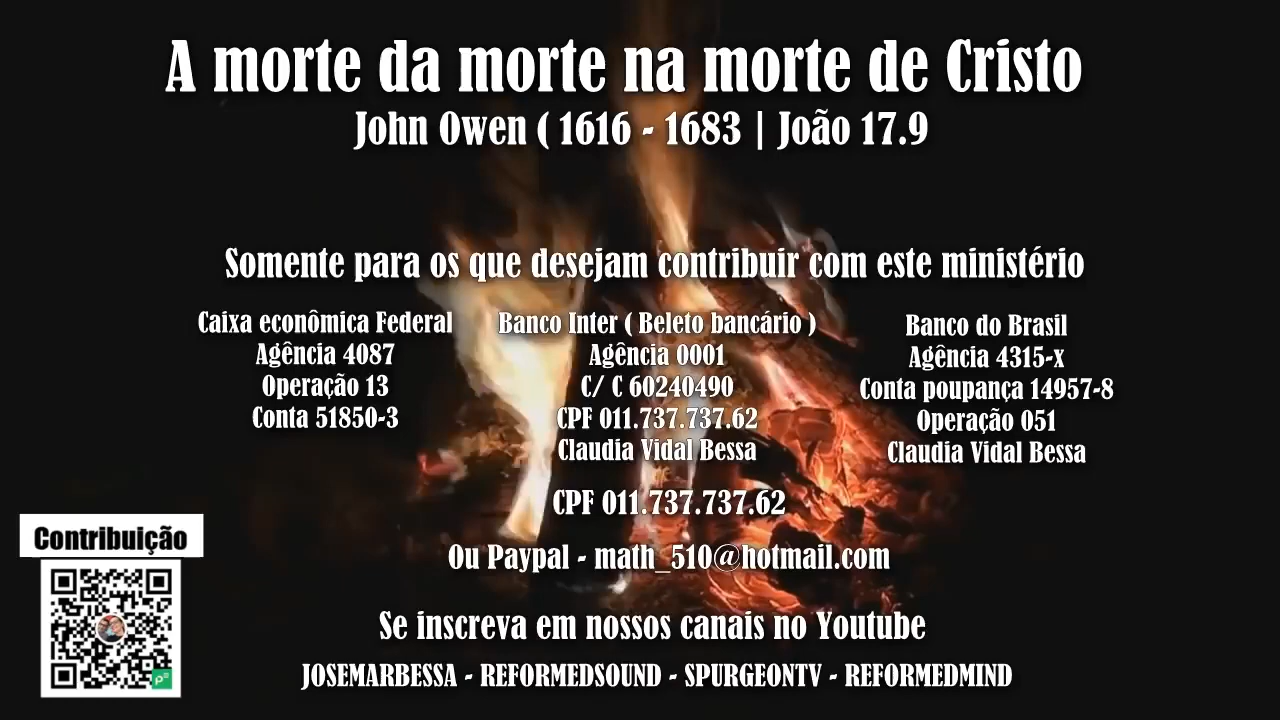 A morte da morte na morte de Cristo
John Owen ( 1616 - 1683 | João 17.9
Somente para os que desejam contribuir com este ministério
Caixa econômica Federal
Agência 4087
Operação 13
Conta 51850-3
Banco Inter ( Beleto bancário )
Agência 0001
C/ C 60240490
CPF 011.737.737.62
Claudia Vidal Bessa
Banco do Brasil
Agência 4315-x
Conta poupança 14957-8
Operação 051
Claudia Vidal Bessa
CPF 011.737.737.62
Ou Paypal - math_510@hotmail.com
Contribuição
Se inscreva em nossos canais no Youtube
JOSEMARBESSA - REFORMEDSOUND - SPURGEONTV - REFORMEDMIND